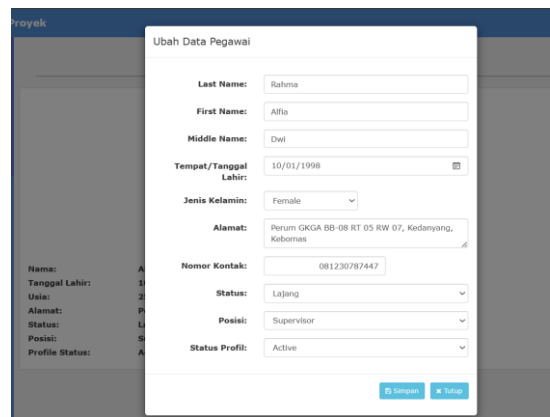 Proyek
Ubah Data Pegawai
Last Name: Rahma
First Name: Alfia
Middle Name: Dwi
Tempat/Tanggal Lahir: 10/01/1998
Jenis Kelamin: Female
Alamat: Perum GKGA BB-08 RT 05 RW 07, Kedanyang,
Kebomas
Nomor Kontak: 081230787447
Status: Lajang
Posisi: Supervisor
Status Profil: Active
Simpan Tutup
Nama:
Tanggal Lahir:
Usia:
Alamat:
Status:
Posisi:
Profile Status: